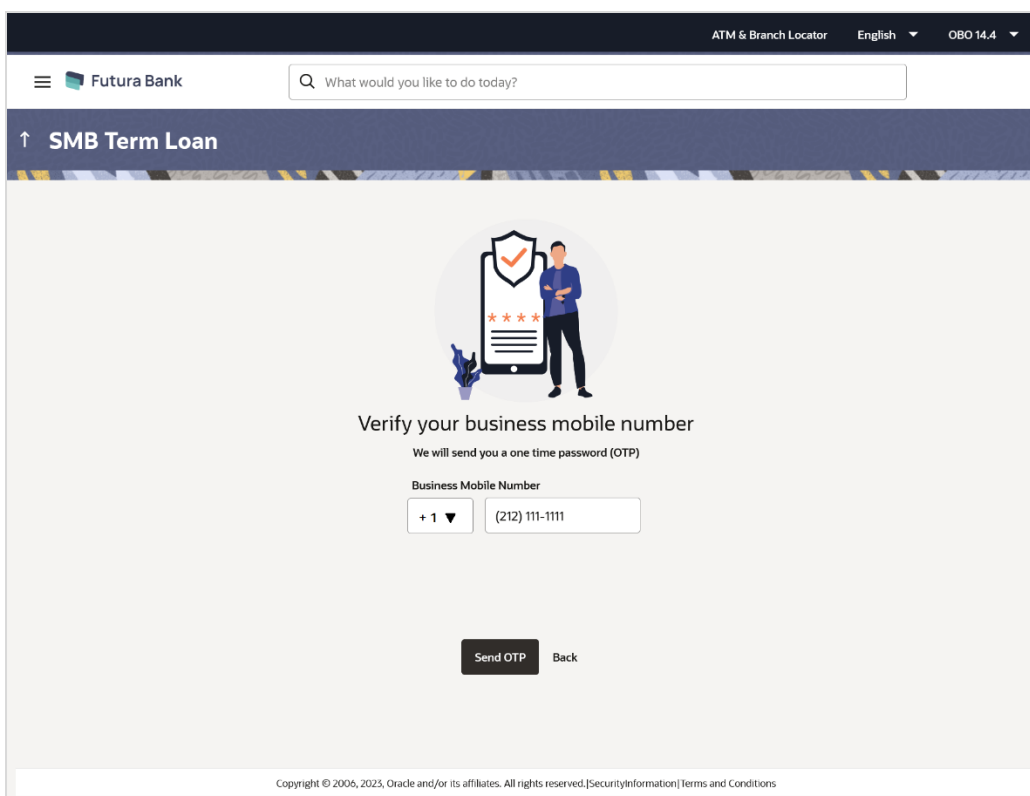 ATM & Branch Locator English OBO 14.4
Futura Bank What would you like to do today?
SMB Term Loan
* * * *
Verify your business mobile number
We will send you a one time password (OTP)
Business Mobile Number
+ 1 (212) 111-1111
Send OTP Back
Copyright © 2006, 2023, Oracle and/or its affiliates. All rights reserved.|SecurityInformation|Terms and Conditions